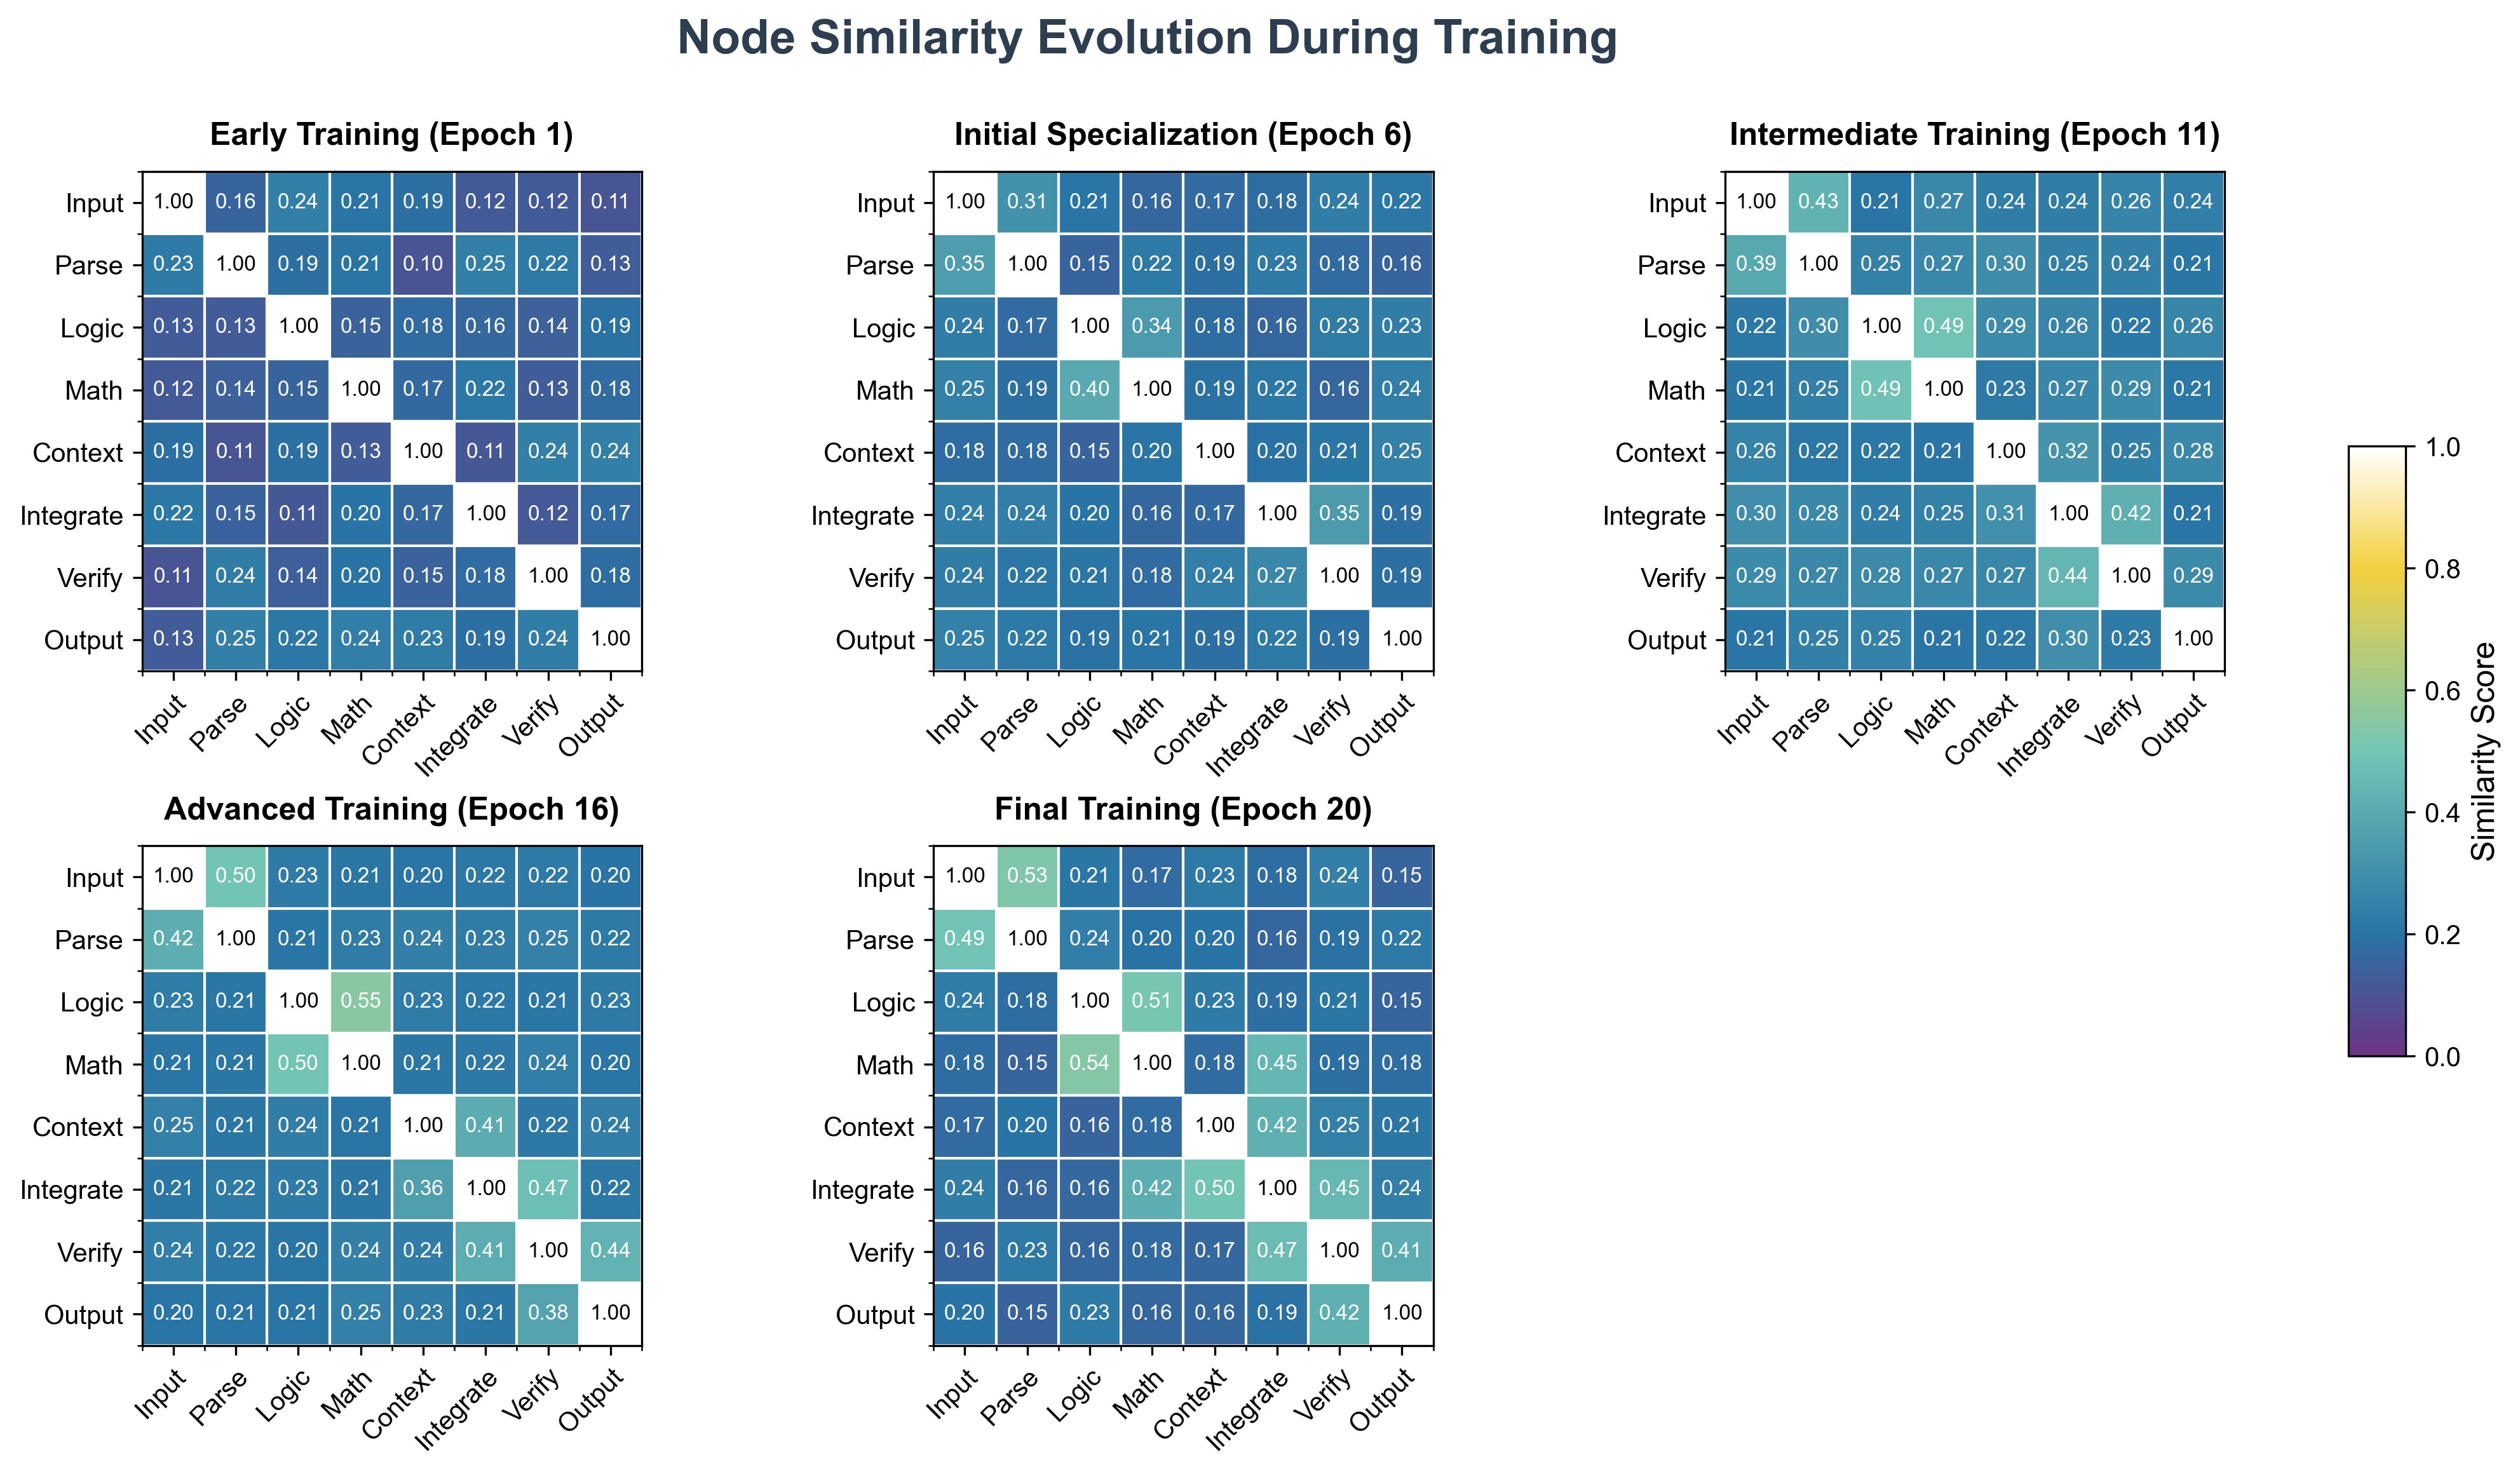 Node Similarity Evolution During Training
Early Training (Epoch 1)
Input 1.00 0.16 0.24 0.21 0.19 0.12 0.12 0.11
Parse 0.23 1.00 0.19 0.21 0.10 0.25 0.22 0.13
Logic 0.13 0.13 1.00 0.15 0.18 0.16 0.14 0.19
Math 0.12 0.14 0.15 1.00 0.17 0.22 0.13 0.18
Context 0.19 0.11 0.19 0.13 1.00 0.11 0.24 0.24
Integrate 0.22 0.15 0.11 0.20 0.17 1.00 0.12 0.17
Verify 0.11 0.24 0.14 0.20 0.15 0.18 1.00 0.18
Output 0.13 0.25 0.22 0.24 0.23 0.19 0.24 1.00
Input Parse Logic Math Context Integrate Verify Output
Initial Specialization (Epoch 6)
Input 1.00 0.31 0.21 0.16 0.17 0.18 0.24 0.22
Parse 0.35 1.00 0.15 0.22 0.19 0.23 0.18 0.16
Logic 0.24 0.17 1.00 0.34 0.18 0.16 0.23 0.23
Math 0.25 0.19 0.40 1.00 0.19 0.22 0.16 0.24
Context 0.18 0.18 0.15 0.20 1.00 0.20 0.21 0.25
Integrate 0.24 0.24 0.20 0.16 0.17 1.00 0.35 0.19
Verify 0.24 0.22 0.21 0.18 0.24 0.27 1.00 0.19
Output 0.25 0.22 0.19 0.21 0.19 0.22 0.19 1.00
Input Parse Logic Math Context Integrate Verify Output
Intermediate Training (Epoch 11)
Input 1.00 0.43 0.21 0.27 0.24 0.24 0.26 0.24
Parse 0.39 1.00 0.25 0.27 0.30 0.25 0.24 0.21
Logic 0.22 0.30 1.00 0.49 0.29 0.26 0.22 0.26
Math 0.21 0.25 0.49 1.00 0.23 0.27 0.29 0.21
Context 0.26 0.22 0.22 0.21 1.00 0.32 0.25 0.28
Integrate 0.30 0.28 0.24 0.25 0.31 1.00 0.42 0.21
Verify 0.29 0.27 0.28 0.27 0.27 0.44 1.00 0.29
Output 0.21 0.25 0.25 0.21 0.22 0.30 0.23 1.00
Input Parse Logic Math Context Integrate Verify Output
Advanced Training (Epoch 16)
Input 1.00 0.50 0.23 0.21 0.20 0.22 0.22 0.20
Parse 0.42 1.00 0.21 0.23 0.24 0.23 0.25 0.22
Logic 0.23 0.21 1.00 0.55 0.23 0.22 0.21 0.23
Math 0.21 0.21 0.50 1.00 0.21 0.22 0.24 0.20
Context 0.25 0.21 0.24 0.21 1.00 0.41 0.22 0.24
Integrate 0.21 0.22 0.23 0.21 0.36 1.00 0.47 0.22
Verify 0.24 0.22 0.20 0.24 0.24 0.41 1.00 0.44
Output 0.20 0.21 0.21 0.25 0.23 0.21 0.38 1.00
Input Parse Logic Math Context Integrate Verify Output
Final Training (Epoch 20)
Input 1.00 0.53 0.21 0.17 0.23 0.18 0.24 0.15
Parse 0.49 1.00 0.24 0.20 0.20 0.16 0.19 0.22
Logic 0.24 0.18 1.00 0.51 0.23 0.19 0.21 0.15
Math 0.18 0.15 0.54 1.00 0.18 0.45 0.19 0.18
Context 0.17 0.20 0.16 0.18 1.00 0.42 0.25 0.21
Integrate 0.24 0.16 0.16 0.42 0.50 1.00 0.45 0.24
Verify 0.16 0.23 0.16 0.18 0.17 0.47 1.00 0.41
Output 0.20 0.15 0.23 0.16 0.16 0.19 0.42 1.00
Input Parse Logic Math Context Integrate Verify Output
1.0
0.8
0.6
0.4
0.2
0.0
Similarity Score